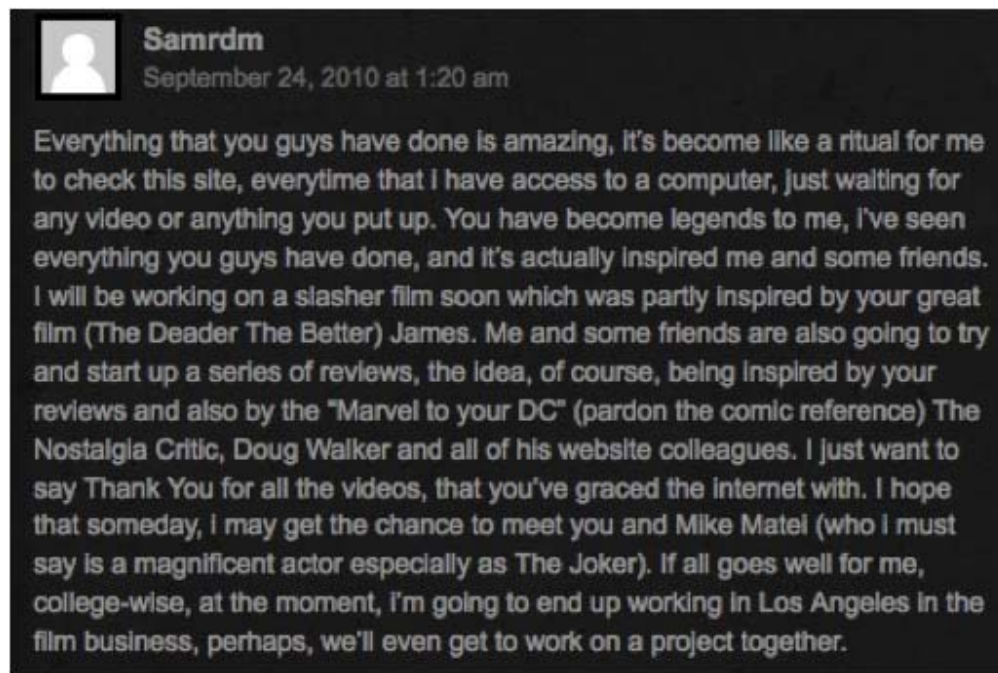 Samrdm
September 24, 2010 at 1:20 am
Everything that you guys have done is amazing, it's become like a ritual for me
to check this site, everytime that i have access to a computer, just waiting for
any video or anything you put up. You have become legends to me, i've seen
everything you guys have done, and it's actually inspired me and some friends.
I will be working on a slasher film soon which was partly inspired by your great
film (The Deader The Better) James. Me and some friends are also going to try
and start up a series of reviews, the idea, of course, being inspired by your
reviews and also by the "Marvel to your DC" (pardon the comic reference) The
Nostalgia Critic, Doug Walker and all of his website colleagues. I just want to
say Thank You for all the videos, that you've graced the internet with. I hope
that someday, i may get the chance to meet you and Mike Matei (who i must
say is a magnificent actor especially as The Joker). If all goes well for me,
college-wise, at the moment, i'm going to end up working in Los Angeles in the
film business, perhaps, we'll even get to work on a project together.